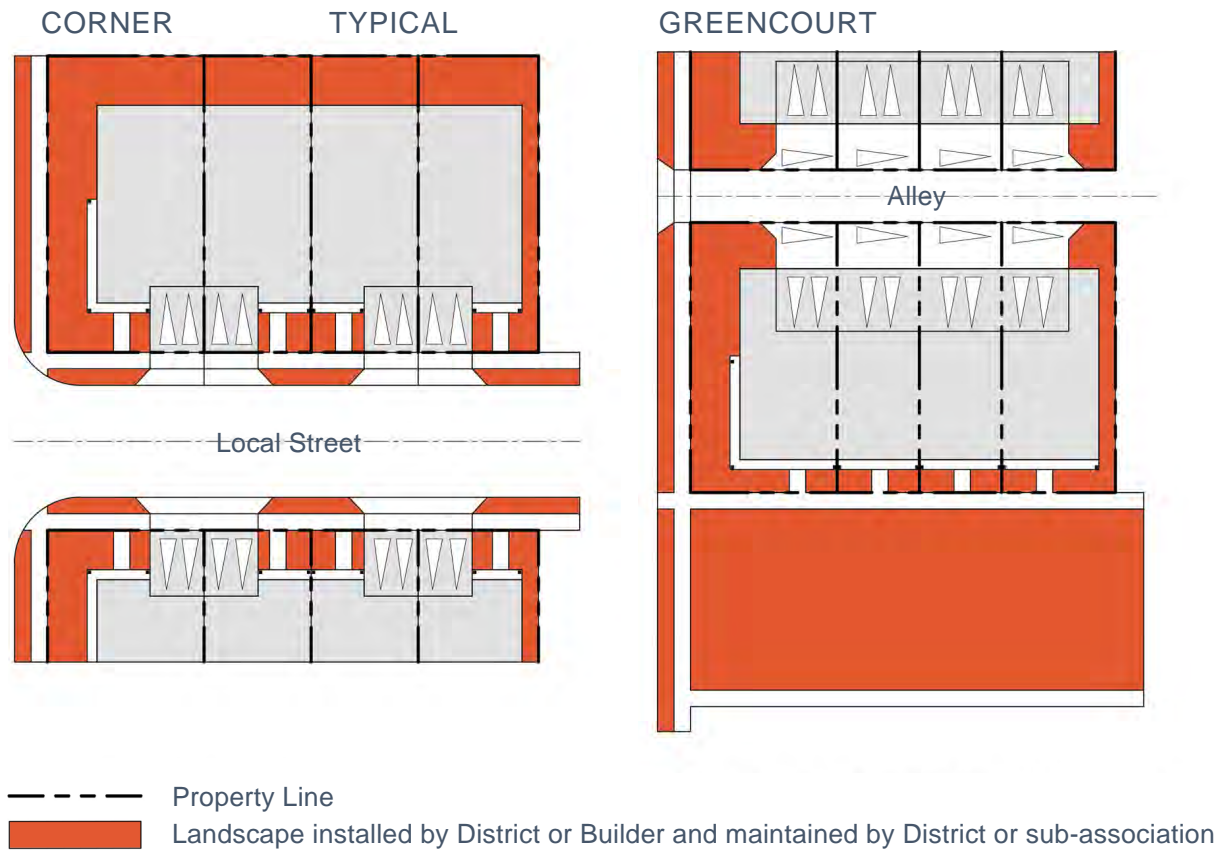 CORNER
TYPICAL
GREENCOURT
Alley
Local Street
Property Line
Landscape installed by District or Builder and maintained by District or sub-association